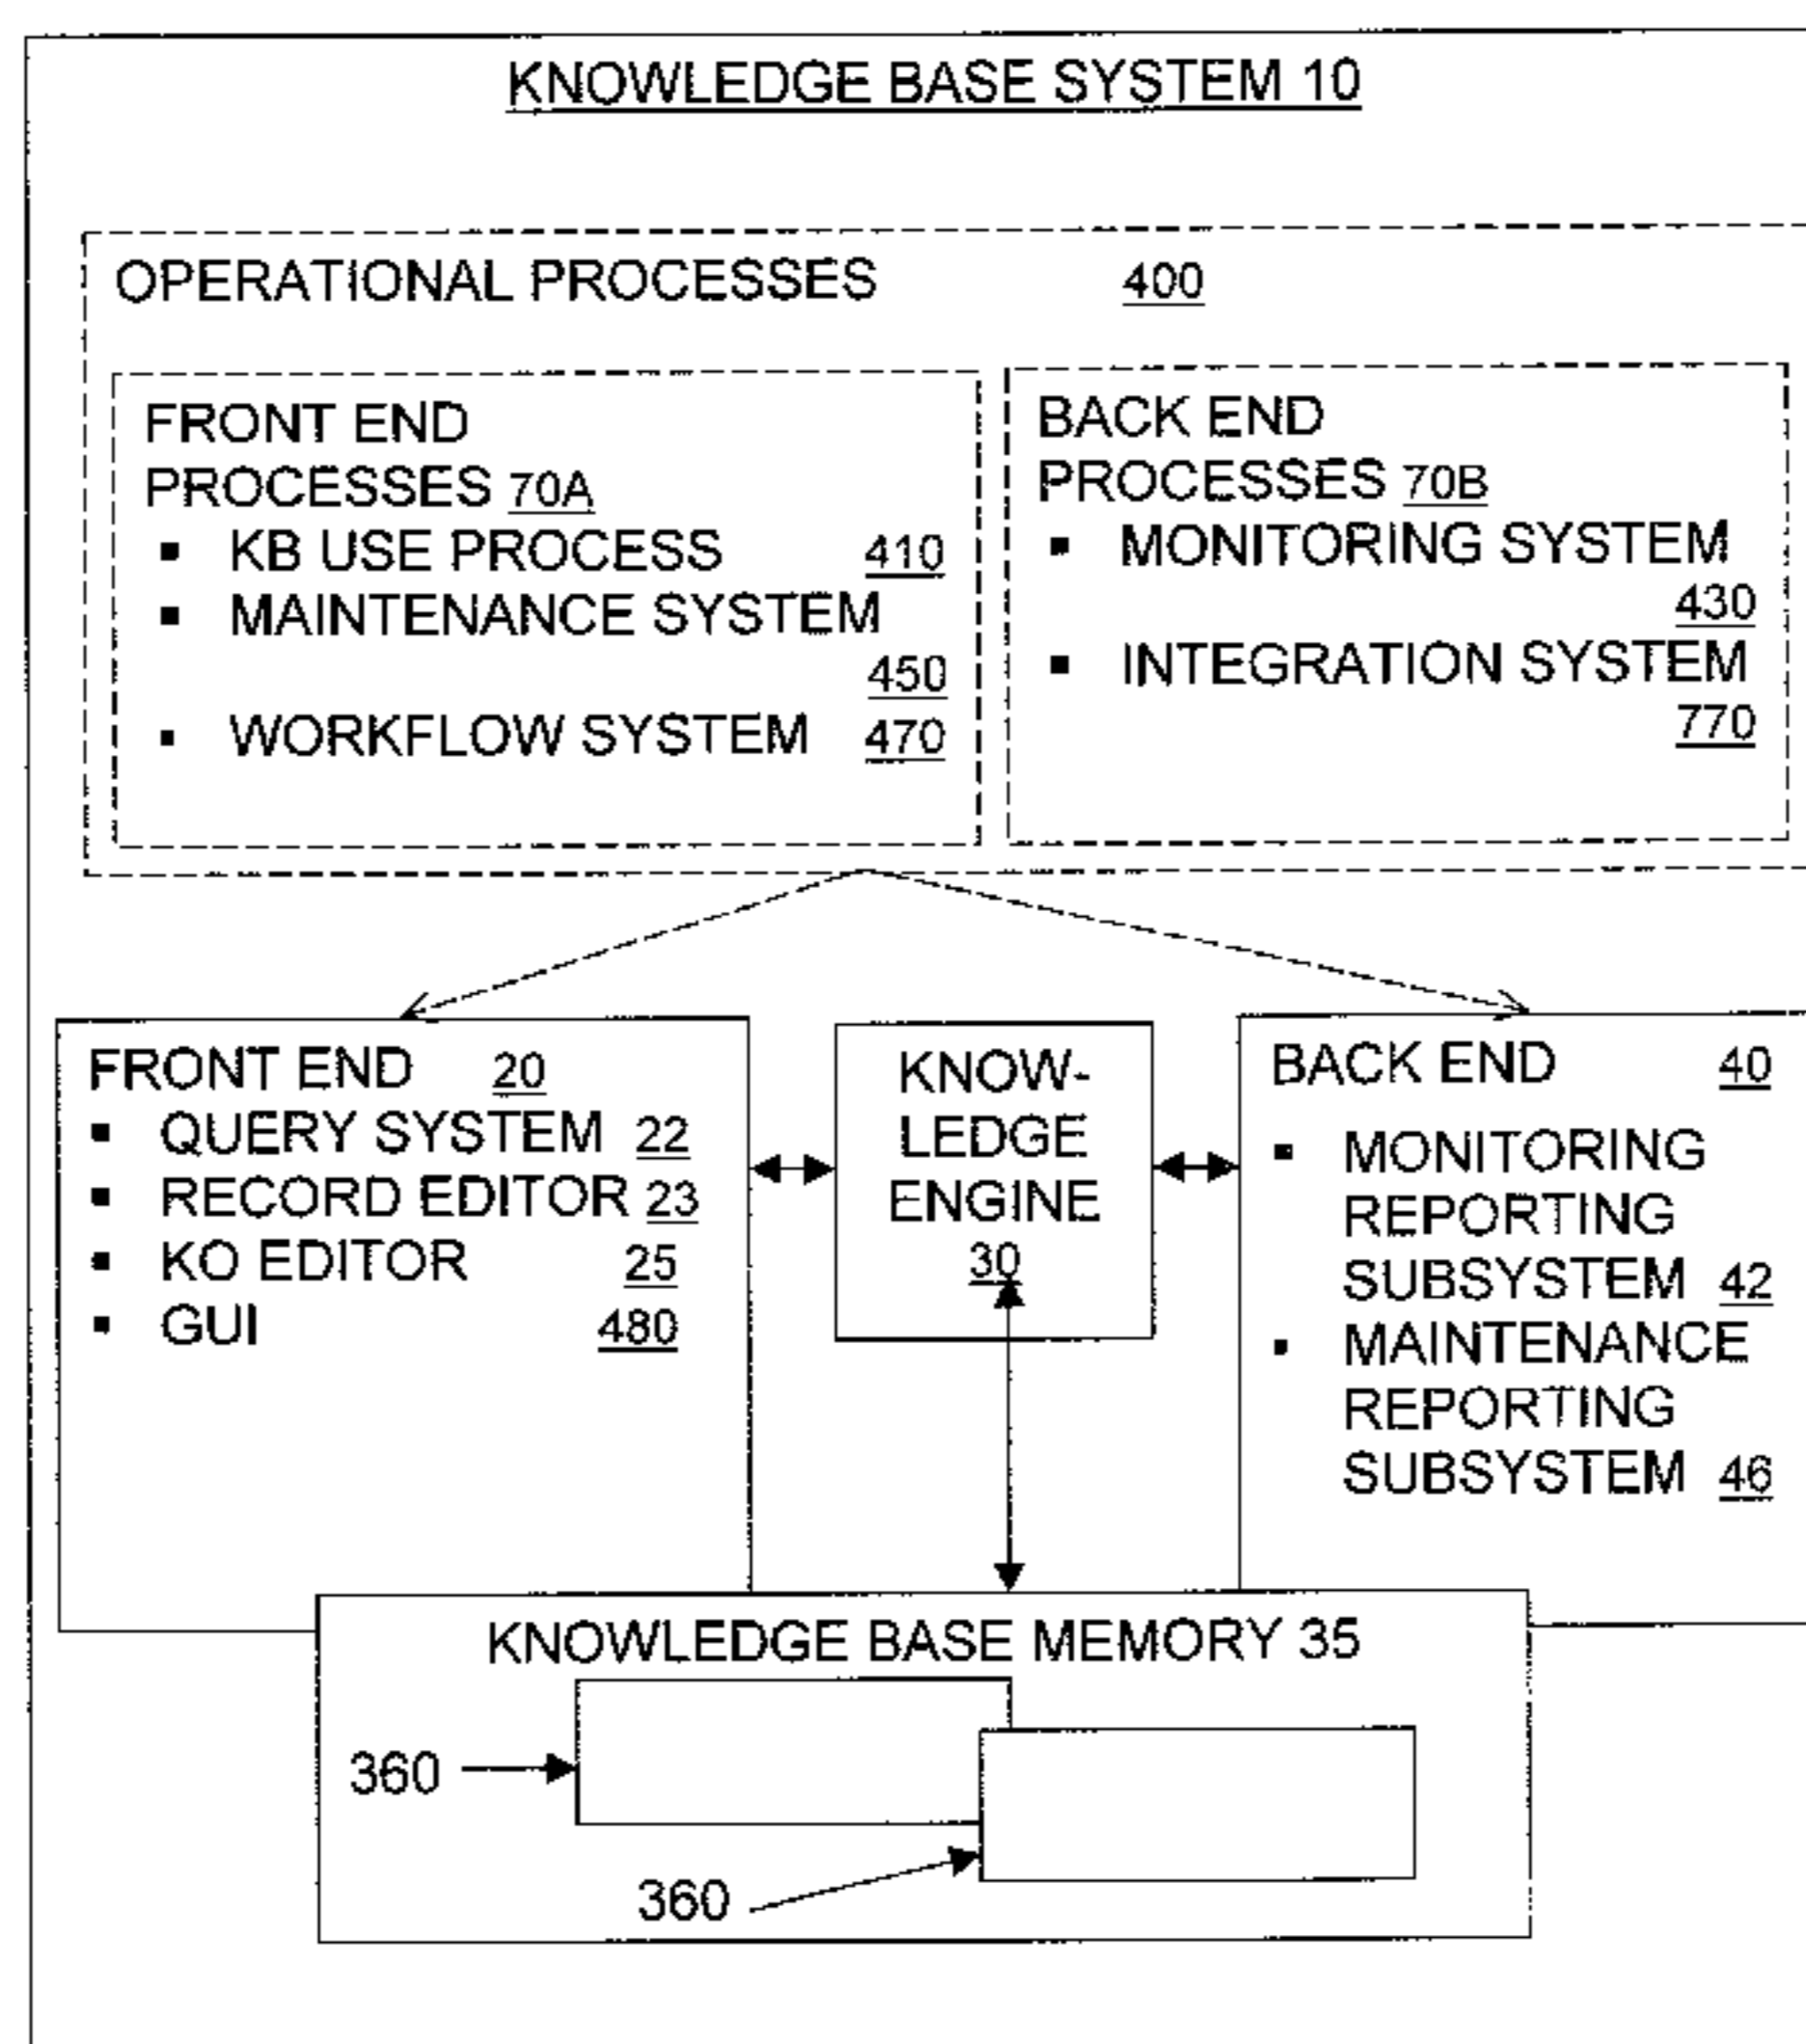 KNOWLEDGE BASE SYSTEM 10
OPERATIONAL PROCESSES 400
FRONT END
PROCESSES 70A
▪ KB USE PROCESS 410
▪ MAINTENANCE SYSTEM
450
▪ WORKFLOW SYSTEM 470
BACK END
PROCESSES 70B
▪ MONITORING SYSTEM
430
▪ INTEGRATION SYSTEM
770
FRONT END 20
▪ QUERY SYSTEM 22
▪ RECORD EDITOR 23
▪ KO EDITOR 25
▪ GUI 480
KNOW-
LEDGE
ENGINE
30
BACK END 40
▪ MONITORING
REPORTING
SUBSYSTEM 42
▪ MAINTENANCE
REPORTING
SUBSYSTEM 46
KNOWLEDGE BASE MEMORY 35
360
360